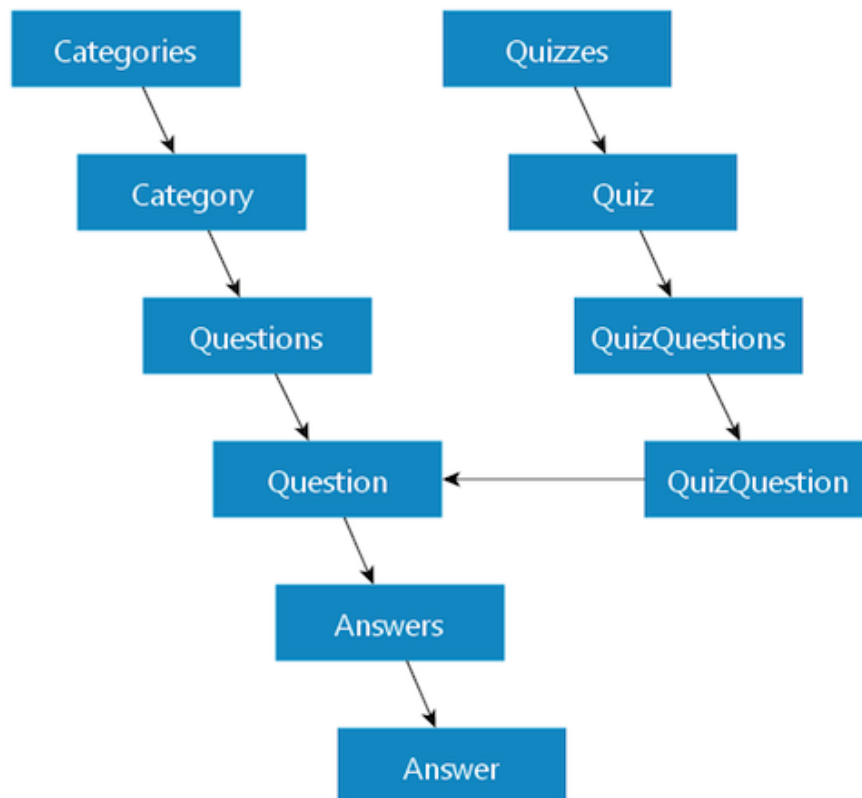 Categories
Quizzes
Category
Quiz
Questions
QuizQuestions
Question
QuizQuestion
Answers
Answer